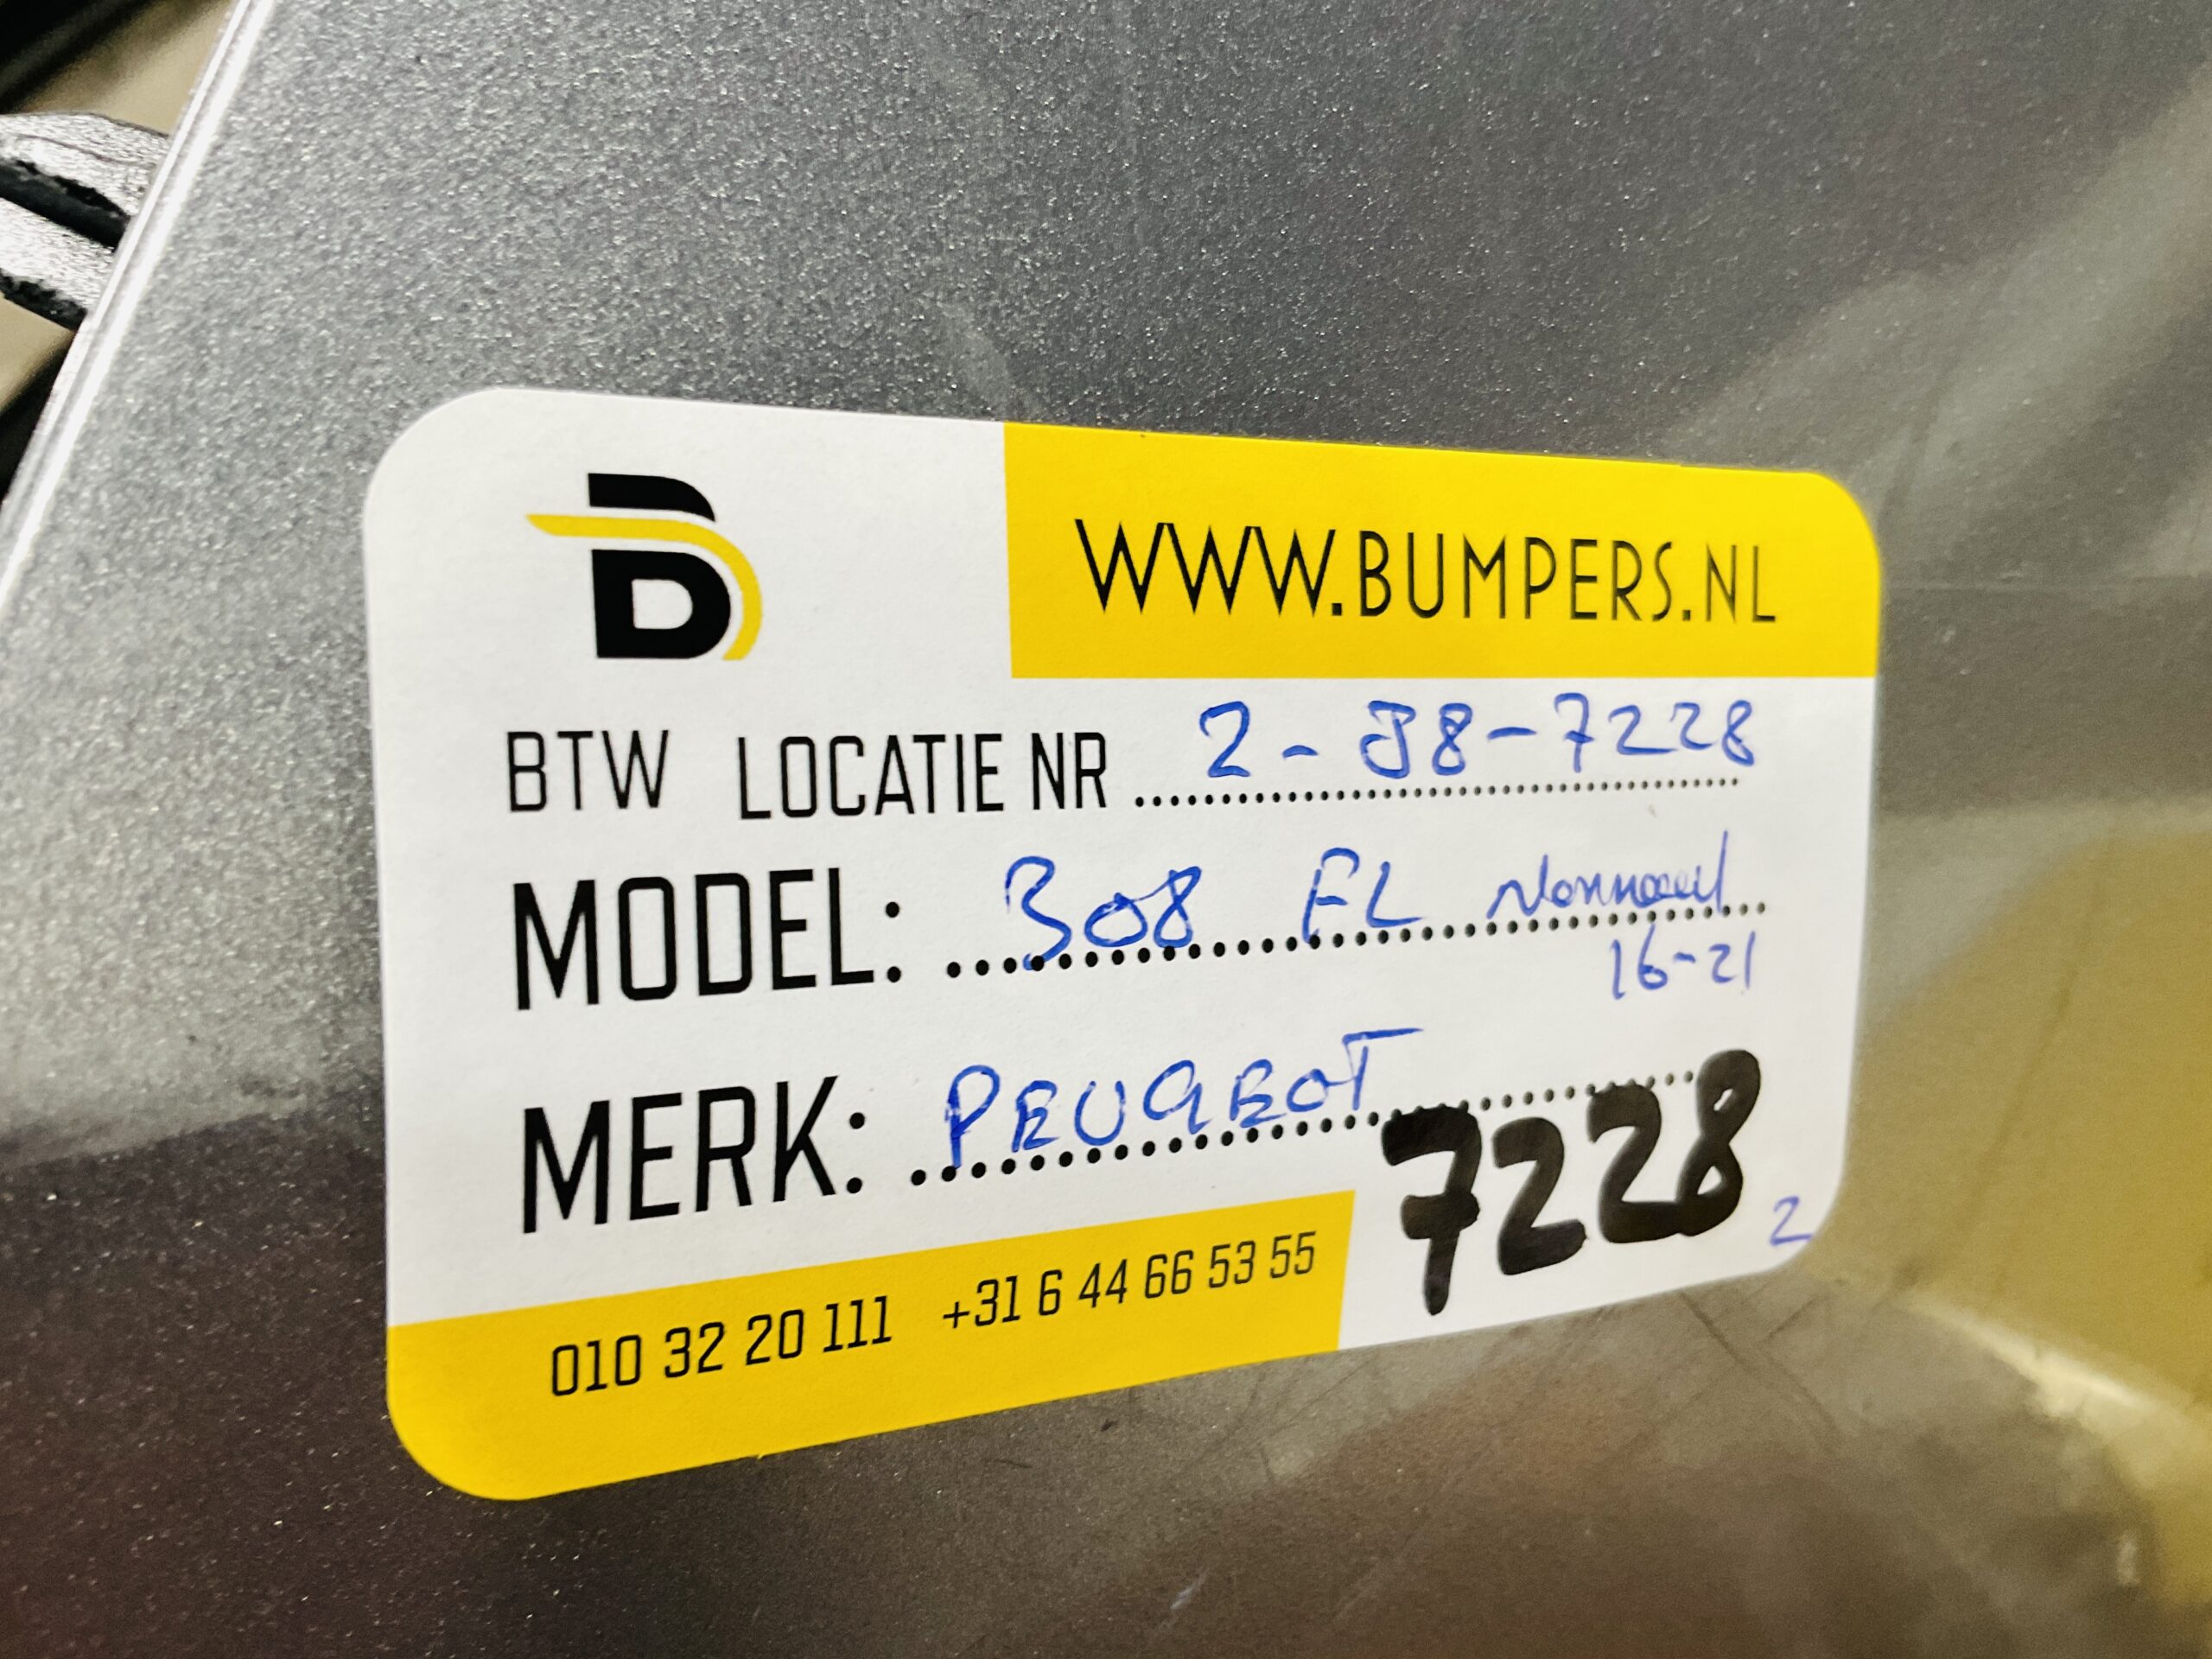 B
WWW.BUMPERS.NL
BTW LOCATIE NR 2-J8-7228
MODEL: 308 FL Normaal
16-21
MERK: PEUGEOT
7228
2
010 32 20 111 +31 6 44 66 53 55